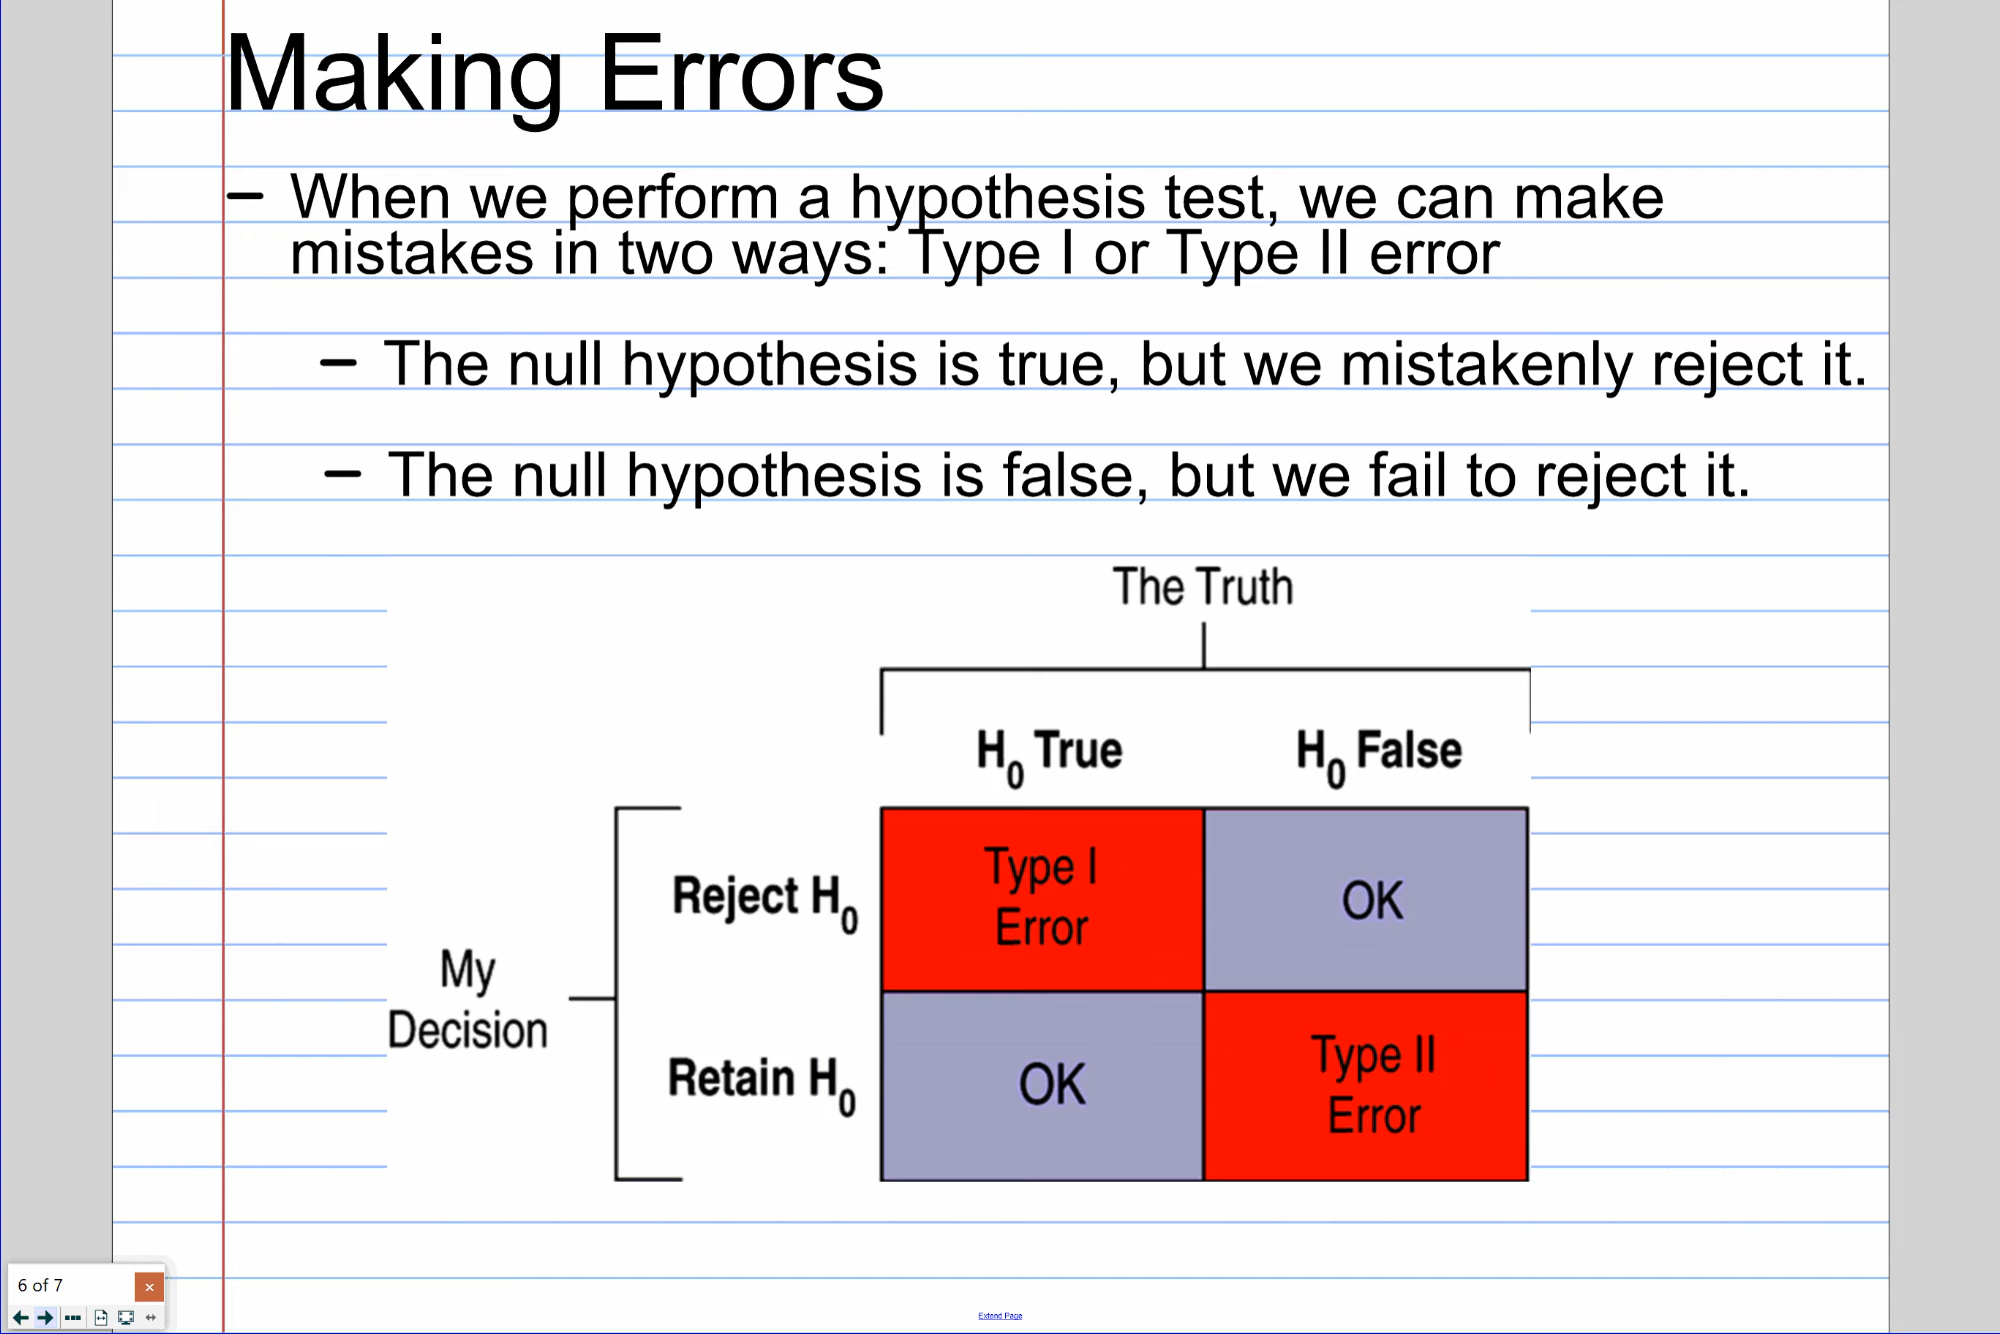 Making Errors
– When we perform a hypothesis test, we can make
mistakes in two ways: Type I or Type II error
– The null hypothesis is true, but we mistakenly reject it.
– The null hypothesis is false, but we fail to reject it.
The Truth
H₀ True H₀ False
My
Decision
Reject H₀
Type I
Error
OK
Retain H₀
OK
Type II
Error
6 of 7
Extend Page